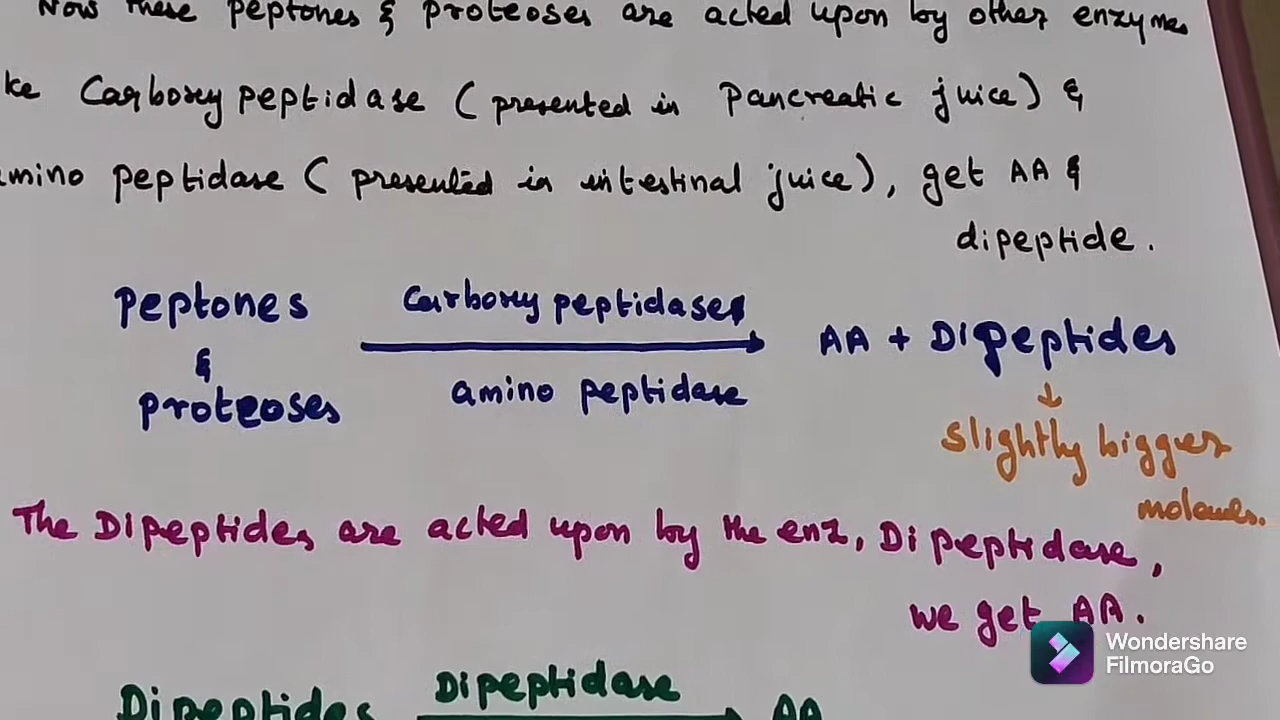 Now these peptones & proteoses are acted upon by other enzymes
ke Carboxy peptidase (presented in Pancreatic juice) &
amino peptidase (presented in intestinal juice), get AA &
dipeptide.
Peptones
&
proteoses
Carboxy peptidase
amino peptidase
AA + Dipeptides
↓
slightly bigger
molecules.
The Dipeptides are acted upon by the enz, Dipeptidase,
we get AA.
Dipeptides Dipeptidase AA
Wondershare
FilmoraGo